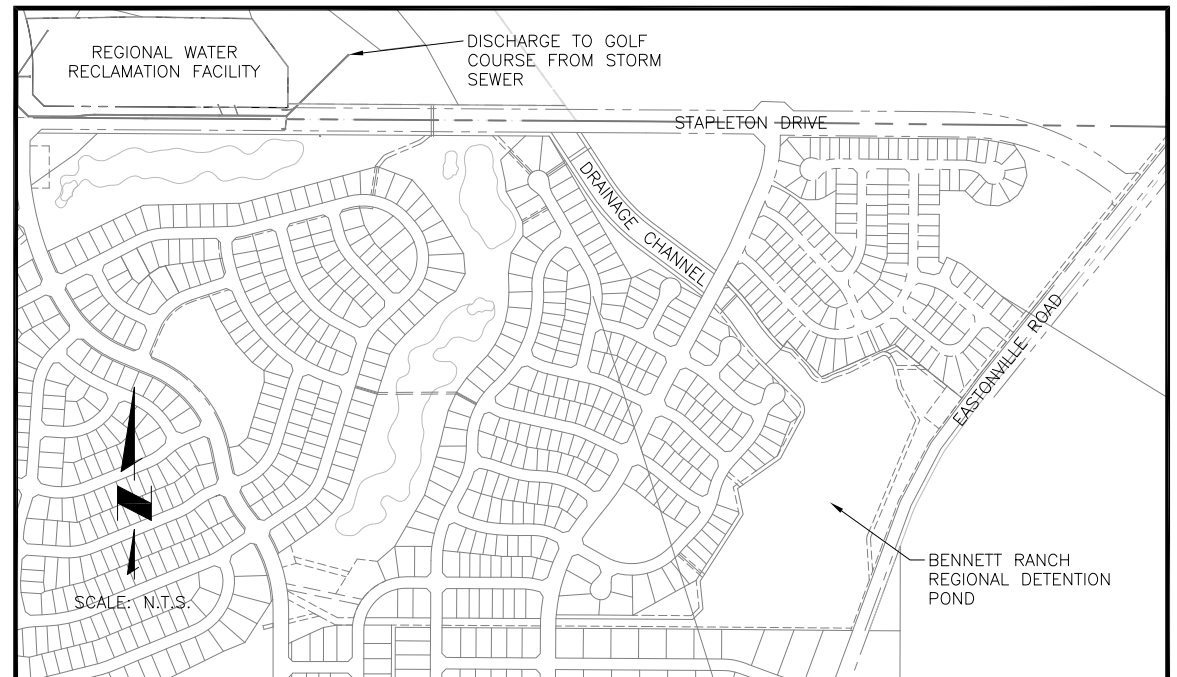 REGIONAL WATER
RECLAMATION FACILITY
DISCHARGE TO GOLF
COURSE FROM STORM
SEWER
STAPLETON DRIVE
DRAINAGE CHANNEL
EASTONVILLE ROAD
BENNETT RANCH
REGIONAL DETENTION
POND
N
SCALE: N.T.S.